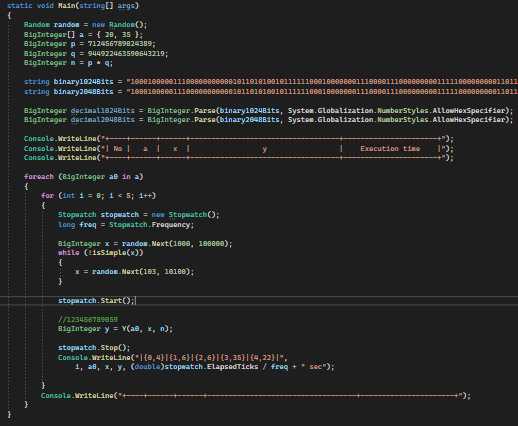 static void Main(string[] args)
{
Random random = new Random();
BigInteger[] a = { 20, 35 };
BigInteger p = 712456789024389;
BigInteger q = 944922463590643219;
BigInteger n = p * q;
string binary1024Bits =
string binary2048Bits =
BigInteger decimal1024Bits = BigInteger.Parse(binary1024Bits, System.Globalization.NumberStyles.AllowHexSpecifier);
BigInteger decimal2048Bits = BigInteger.Parse(binary2048Bits, System.Globalization.NumberStyles.AllowHexSpecifier);
Console.WriteLine(
Console.WriteLine("| No | a | x | y | Execution time |");
Console.WriteLine(
foreach (BigInteger a0 in a)
{
for (int i = 0; i < 5; i++)
{
Stopwatch stopwatch = new Stopwatch();
long freq = Stopwatch.Frequency;
BigInteger x = random.Next(1000, 100000);
while (!isSimple(x))
{
x = random.Next(103, 10100);
}
stopwatch.Start();
//123456789059
BigInteger y = Y(a0, x, n);
stopwatch.Stop();
Console.WriteLine("|{0,4}|{1,6}|{2,6}|{3,35}|{4,22}|",
i, a0, x, y, (double)stopwatch.ElapsedTicks / freq + " sec");
}
Console.WriteLine(
}
}